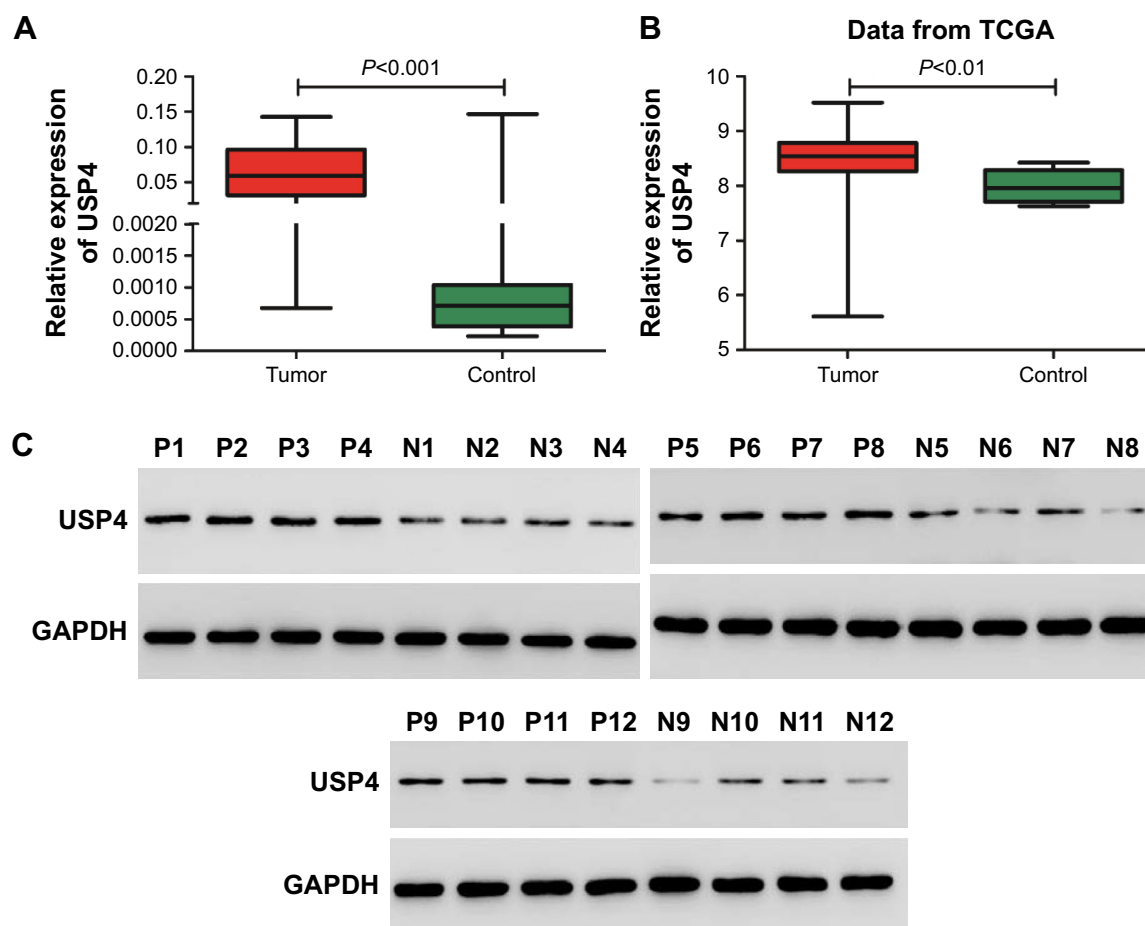 A
P<0.001
Relative expression
of USP4
0.20
0.15
0.10
0.05
0.0020
0.0015
0.0010
0.0005
0.0000
Tumor Control
B
Data from TCGA
P<0.01
Relative expression
of USP4
10
9
8
7
6
5
Tumor Control
C
P1 P2 P3 P4 N1 N2 N3 N4
P5 P6 P7 P8 N5 N6 N7 N8
USP4
GAPDH
P9 P10 P11 P12 N9 N10 N11 N12
USP4
GAPDH